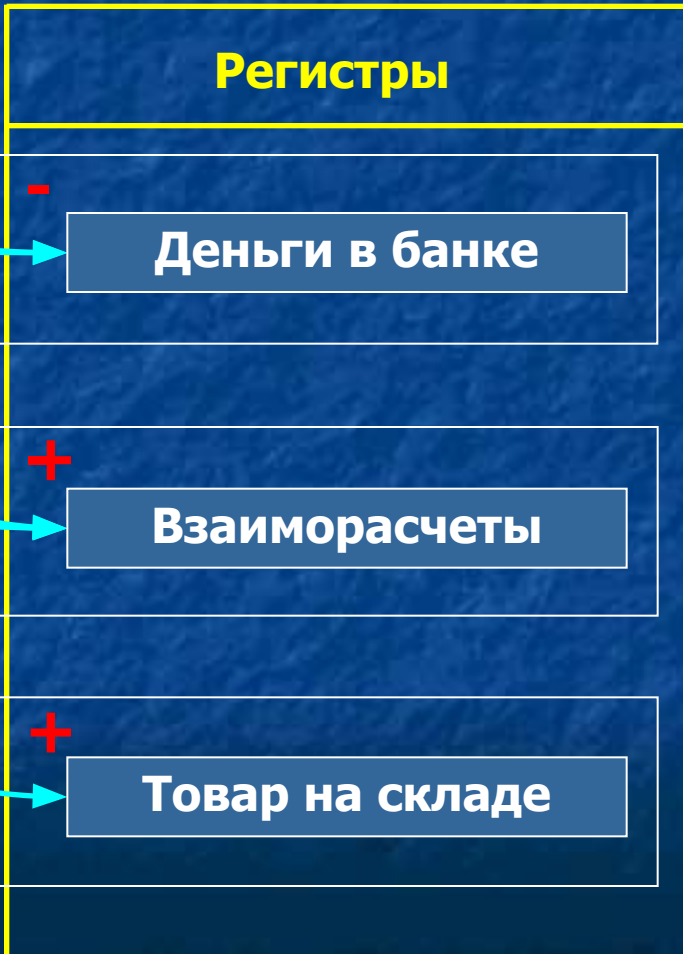 Регистры
-
Деньги в банке
+
Взаиморасчеты
+
Товар на складе